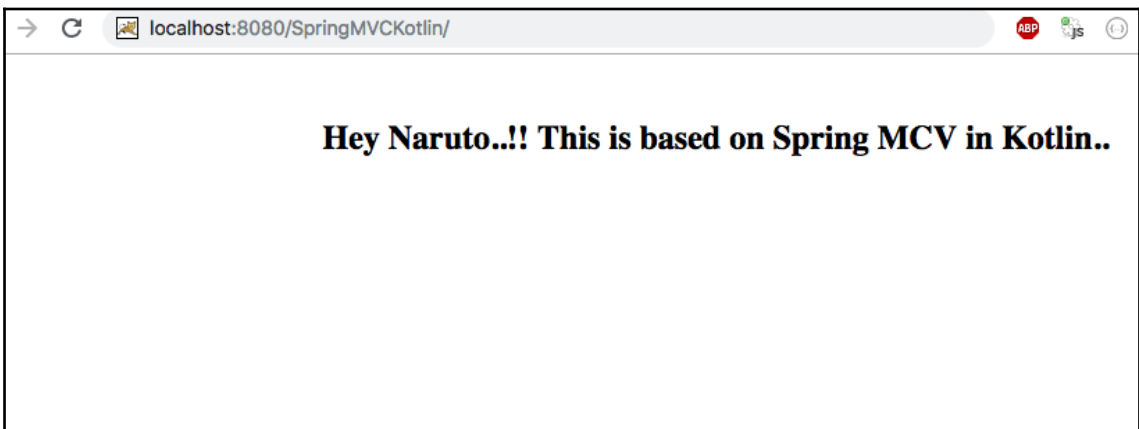 localhost:8080/SpringMVCKotlin/
ABP
js
Hey Naruto..!! This is based on Spring MCV in Kotlin..